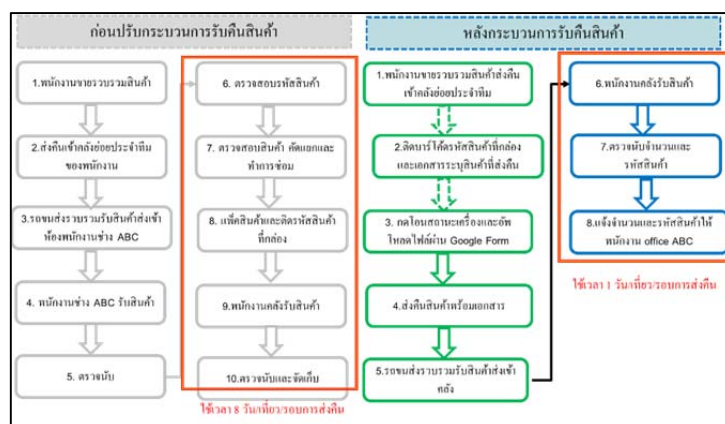 ก่อนปรับกระบวนการรับคืนสินค้า
1.พนักงานขายรวบรวมสินค้า
2.ส่งคืนเข้าคลังย่อยประจำทีม
ของพนักงาน
3.รถขนส่งรวบรวมรับสินค้าส่งเข้า
ห้องพนักงานช่าง ABC
4. พนักงานช่าง ABC รับสินค้า
5. ตรวจนับ
6. ตรวจสอบรหัสสินค้า
7. ตรวจสอบสินค้า คัดแยกและ
ทำการซ่อม
8. แพ็คสินค้าและติดรหัสสินค้า
ที่กล่อง
9.พนักงานคลังรับสินค้า
10.ตรวจนับและจัดเก็บ
ใช้เวลา 8 วัน/เที่ยว/รอบการส่งคืน
หลังกระบวนการรับคืนสินค้า
1.พนักงานขายรวบรวมสินค้าส่งคืน
เข้าคลังย่อยประจำทีม
2.ติดบาร์โค้ดรหัสสินค้าที่กล่อง
และเอกสารระบุสินค้าที่ส่งคืน
3. กดโอนสถานะเครื่องและอัพ
โหลดไฟล์ผ่าน Google Form
4.ส่งคืนสินค้าพร้อมเอกสาร
5.รถขนส่งรวบรวมรับสินค้าส่งเข้า
คลัง
6.พนักงานคลังรับสินค้า
7.ตรวจนับจำนวนและ
รหัสสินค้า
8.แจ้งจำนวนและรหัสสินค้าให้
พนักงาน office ABC
ใช้เวลา 1 วัน/เที่ยว/รอบการส่งคืน